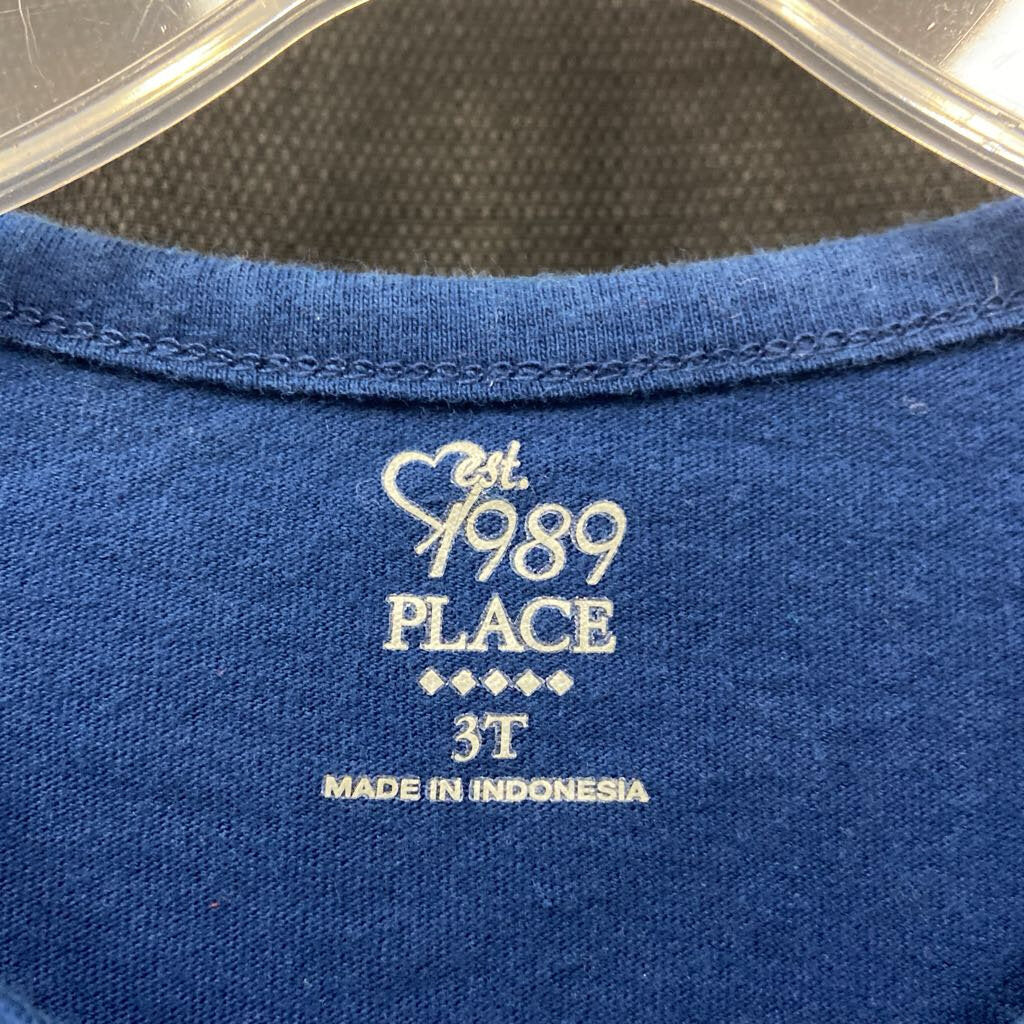 est.
1989
PLACE
3T
MADE IN INDONESIA